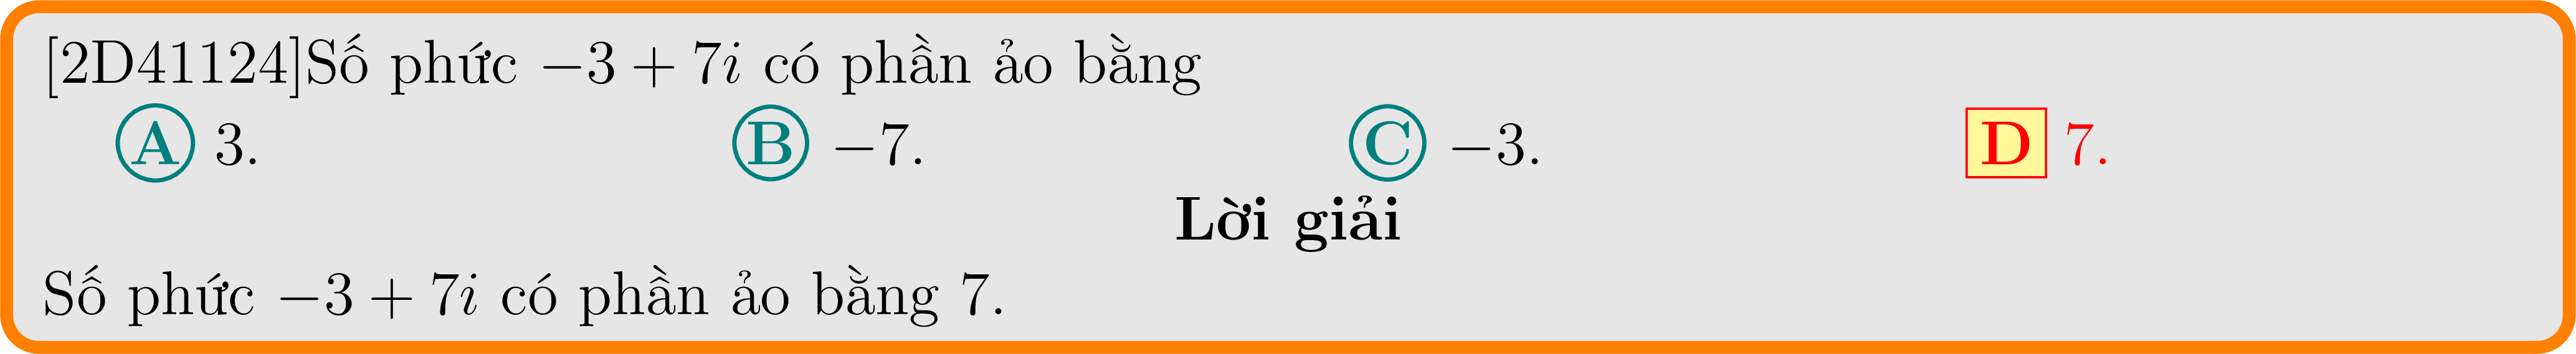 [2D41124]Số phức −3 + 7i có phần ảo bằng
A 3. B −7. C −3. D 7.
Lời giải
Số phức −3 + 7i có phần ảo bằng 7.